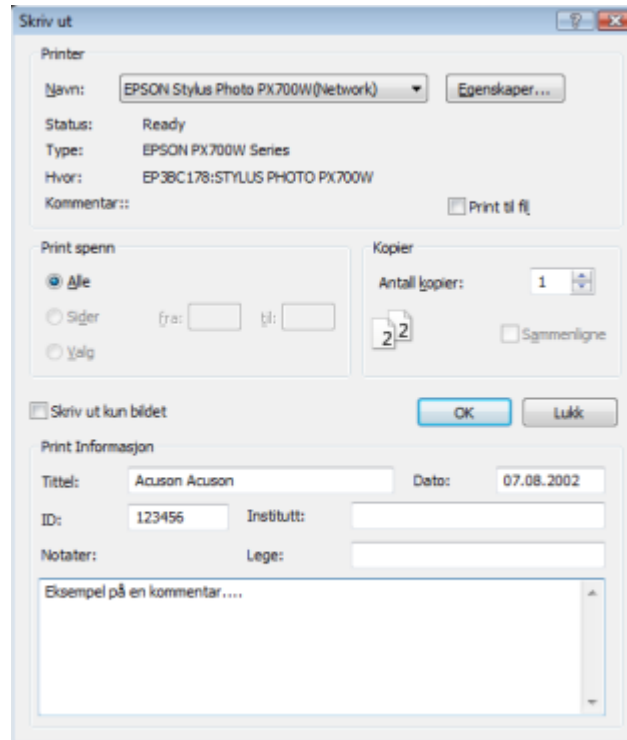 Skriv ut
Printer
Navn: EPSON Stylus Photo PX700W(Network) Egenskaper...
Status: Ready
Type: EPSON PX700W Series
Hvor: EP3BC178:STYLUS PHOTO PX700W
Kommentar::
Print til fil
Print spenn
Kopier
Alle
Antall kopier: 1
Sider fra: til:
2 2
Sammenligne
Valg
Skriv ut kun bildet
OK Lukk
Print Informasjon
Tittel: Acuson Acuson Dato: 07.08.2002
ID: 123456 Institutt:
Notater: Lege:
Eksempel på en kommentar....